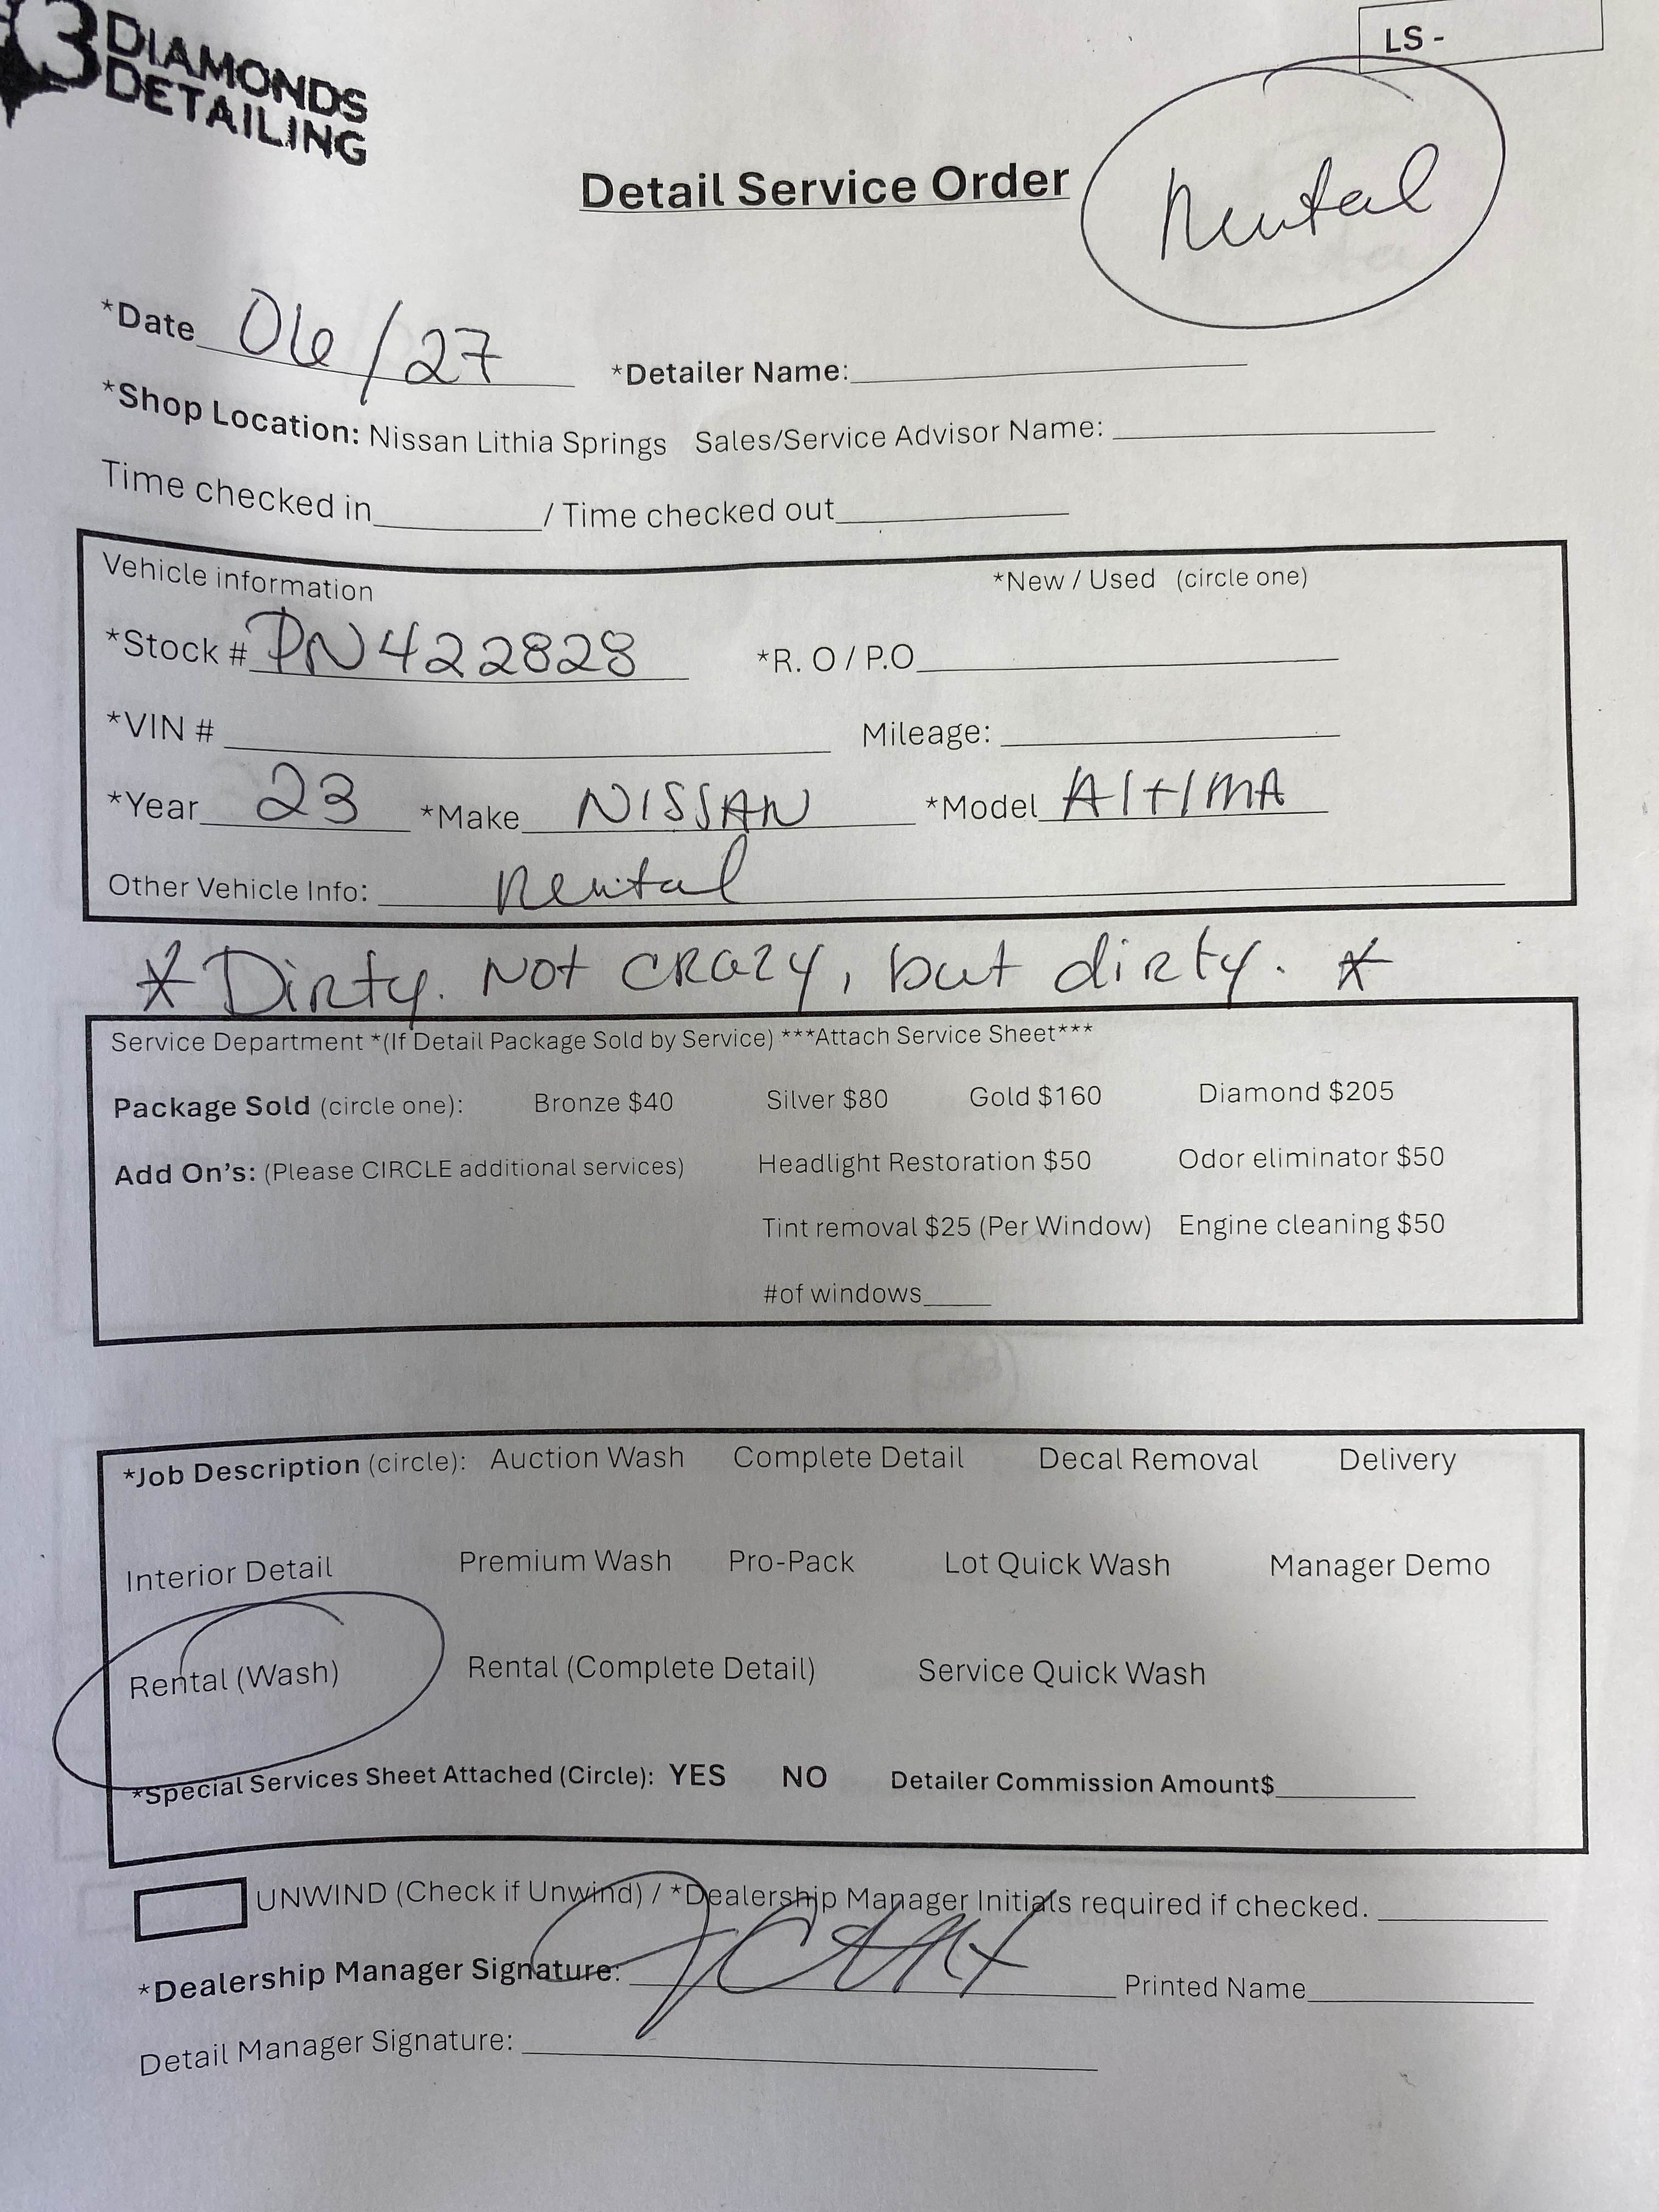 3 DIAMONDS
DETAILING
LS -
Rental
Detail Service Order
*Date 06/27 *Detailer Name:
*Shop Location: Nissan Lithia Springs Sales/Service Advisor Name:
Time checked in / Time checked out
Vehicle information *New / Used (circle one)
*Stock # PN422828 *R. O / P.O
*VIN # Mileage:
*Year 23 *Make NISSAN *Model AltIMA
Other Vehicle Info: Rental
* Dirty. Not CRazy, but dirty. *
Service Department *(If Detail Package Sold by Service) ***Attach Service Sheet***
Package Sold (circle one): Bronze $40 Silver $80 Gold $160 Diamond $205
Add On's: (Please CIRCLE additional services) Headlight Restoration $50 Odor eliminator $50
Tint removal $25 (Per Window) Engine cleaning $50
#of windows
*Job Description (circle): Auction Wash Complete Detail Decal Removal Delivery
Interior Detail Premium Wash Pro-Pack Lot Quick Wash Manager Demo
Rental (Wash) Rental (Complete Detail) Service Quick Wash
*Special Services Sheet Attached (Circle): YES NO Detailer Commission Amount$
UNWIND (Check if Unwind) / *Dealership Manager Initials required if checked.
*Dealership Manager Signature: Printed Name
Detail Manager Signature: